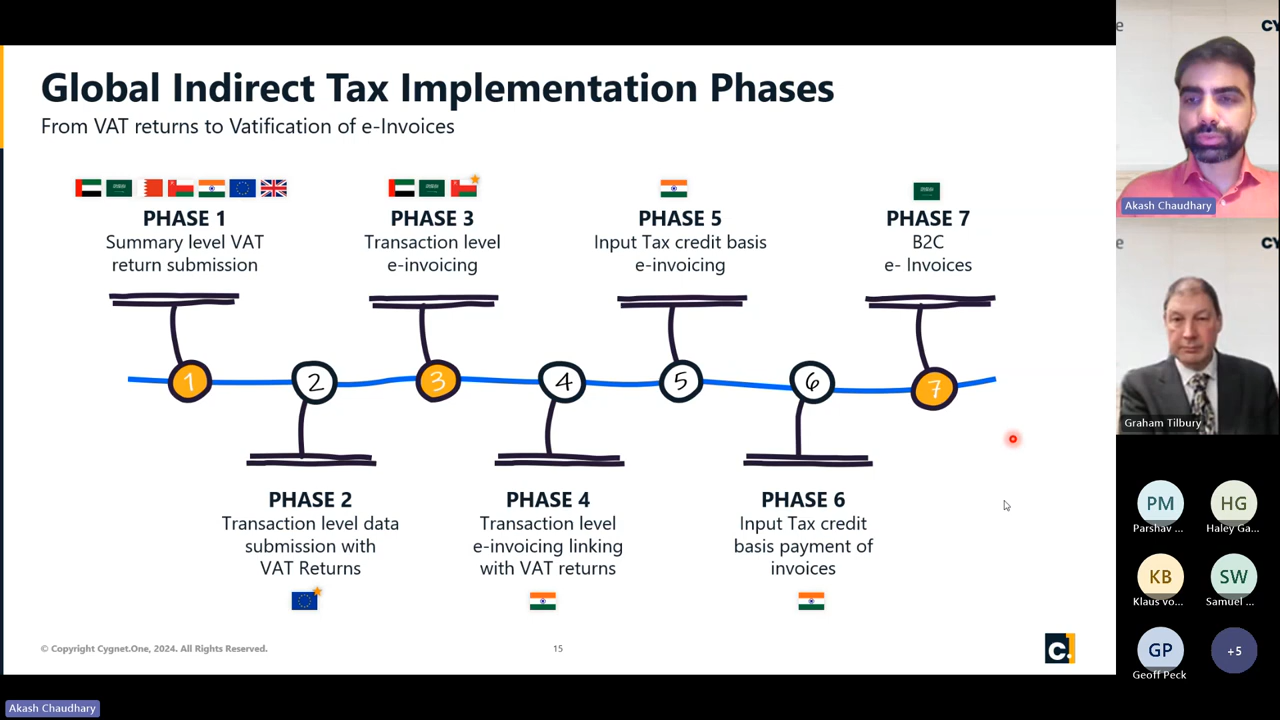 Global Indirect Tax Implementation Phases
From VAT returns to Vatification of e-Invoices
PHASE 1
Summary level VAT
return submission
PHASE 3
Transaction level
e-invoicing
PHASE 5
Input Tax credit basis
e-invoicing
PHASE 7
B2C
e- Invoices
1
2
3
4
5
6
7
PHASE 2
Transaction level data
submission with
VAT Returns
PHASE 4
Transaction level
e-invoicing linking
with VAT returns
PHASE 6
Input Tax credit
basis payment of
invoices
© Copyright Cygnet.One, 2024. All Rights Reserved.
15
C.
Akash Chaudhary
e
CY
Akash Chaudhary
e
CY
Graham Tilbury
PM
HG
Parshav ...
Haley Ga...
KB
SW
Klaus vo...
Samuel ...
GP
+5
Geoff Peck